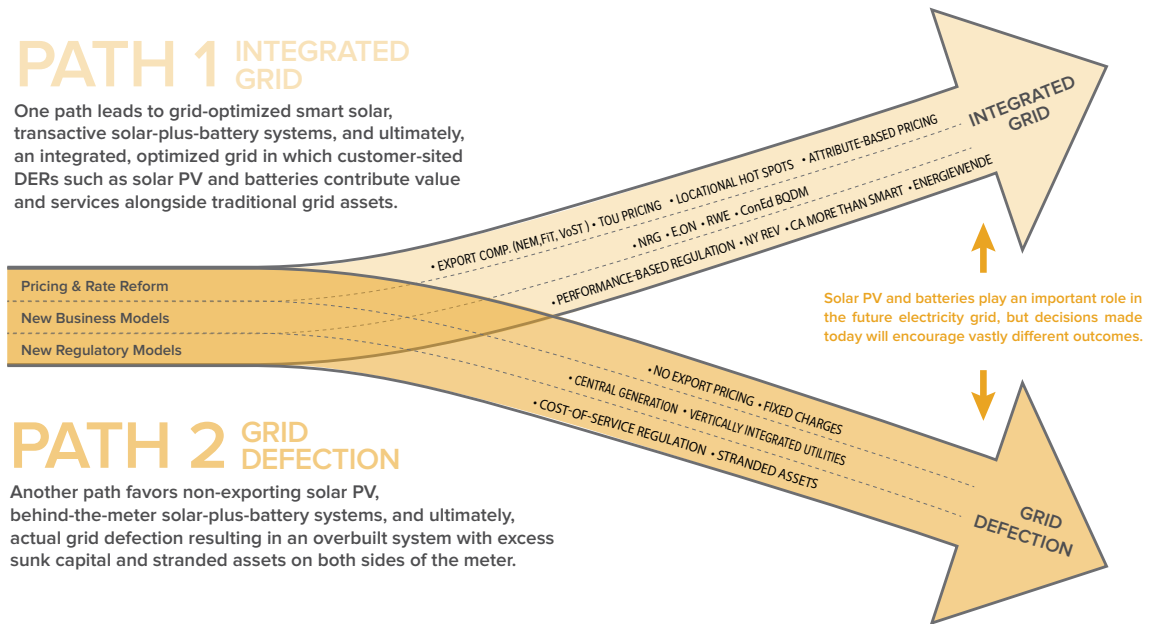 PATH 1 INTEGRATED
GRID
One path leads to grid-optimized smart solar,
transactive solar-plus-battery systems, and ultimately,
an integrated, optimized grid in which customer-sited
DERs such as solar PV and batteries contribute value
and services alongside traditional grid assets.
Pricing & Rate Reform
New Business Models
New Regulatory Models
• EXPORT COMP. (NEM,FiT, VoST ) • TOU PRICING • LOCATIONAL HOT SPOTS • ATTRIBUTE-BASED PRICING
• NRG • E.ON • RWE • ConEd BQDM
• PERFORMANCE-BASED REGULATION • NY REV • CA MORE THAN SMART • ENERGIEWENDE
INTEGRATED
GRID
Solar PV and batteries play an important role in
the future electricity grid, but decisions made
today will encourage vastly different outcomes.
• NO EXPORT PRICING • FIXED CHARGES
• CENTRAL GENERATION • VERTICALLY INTEGRATED UTILITIES
• COST-OF-SERVICE REGULATION • STRANDED ASSETS
GRID
DEFECTION
PATH 2 GRID
DEFECTION
Another path favors non-exporting solar PV,
behind-the-meter solar-plus-battery systems, and ultimately,
actual grid defection resulting in an overbuilt system with excess
sunk capital and stranded assets on both sides of the meter.